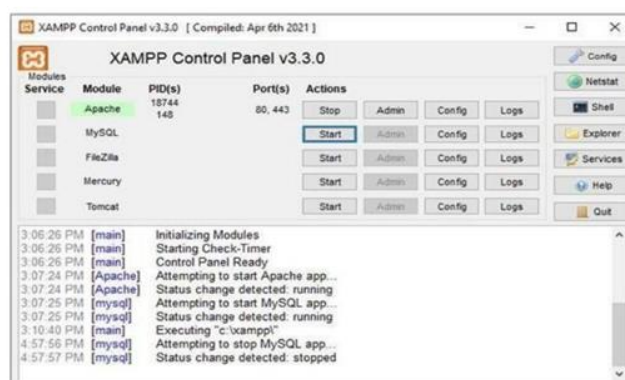 XAMPP Control Panel v3.3.0 [ Compiled: Apr 6th 2021 ]
XAMPP Control Panel v3.3.0
Config
Modules
Service Module PID(s) Port(s) Actions
Netstat
Apache 18744 148 80, 443 Stop Admin Config Logs
Shell
MySQL Start Admin Config Logs
Explorer
FileZilla Start Admin Config Logs
Services
Mercury Start Admin Config Logs
Help
Tomcat Start Admin Config Logs
Quit
3:06:26 PM [main] Initializing Modules
3:06:26 PM [main] Starting Check-Timer
3:06:26 PM [main] Control Panel Ready
3:07:24 PM [Apache] Attempting to start Apache app...
3:07:24 PM [Apache] Status change detected: running
3:07:25 PM [mysql] Attempting to start MySQL app...
3:07:25 PM [mysql] Status change detected: running
3:10:40 PM [main] Executing "c:\xampp\"
4:57:56 PM [mysql] Attempting to stop MySQL app...
4:57:57 PM [mysql] Status change detected: stopped